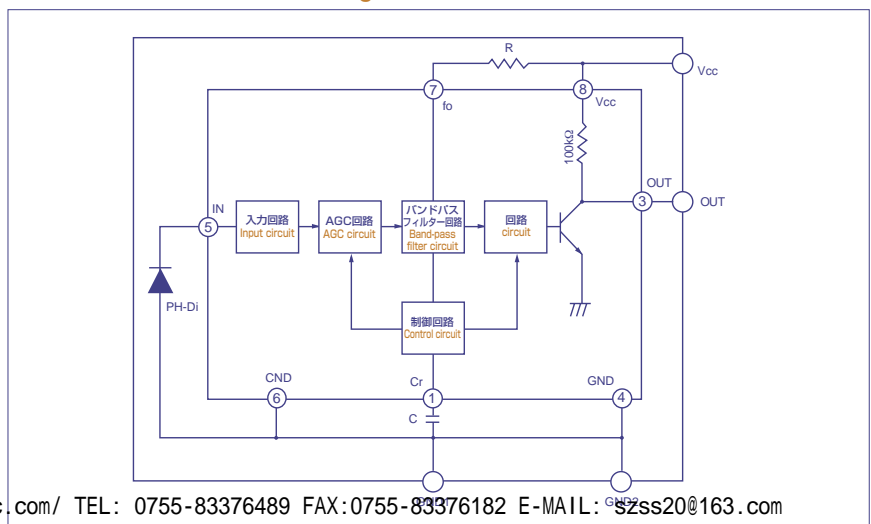 R
Vcc
7
8
fo
Vcc
100kΩ
OUT
3
OUT
IN
5
入力回路
Input circuit
AGC回路
AGC circuit
バンドパス
フィルター回路
Band-pass
filter circuit
回路
circuit
PH-Di
制御回路
Control circuit
CND
Cr
GND
6
1
4
C
GND2
c.com/ TEL: 0755-83376489 FAX:0755-83376182 E-MAIL: szss20@163.com